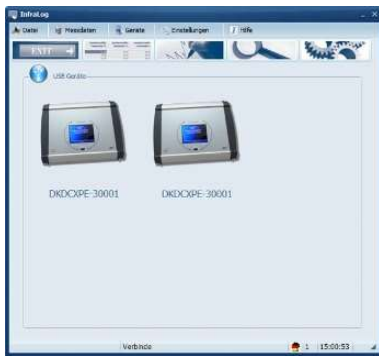 InfraLog
Datei Messdaten Geräte Einstellungen Hilfe
EXIT
USB Geräte
DKDCXPE-30001 DKDCXPE-30001
Verbinde 1 15:00:53